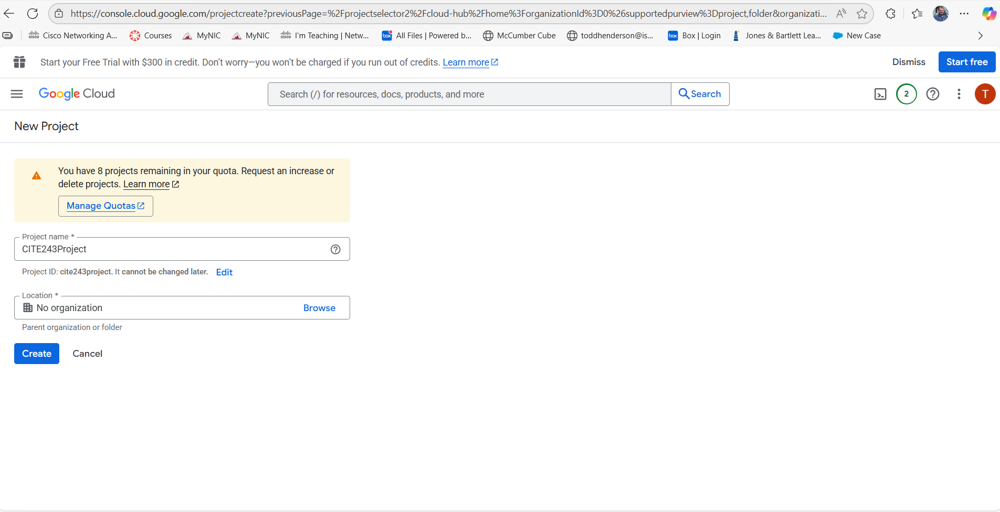 https://console.cloud.google.com/projectcreate?previousPage=%2Fprojectselector2%2Fcloud-hub%2Fhome%3ForganizationId%3D0%26supportedpurview%3Dproject,folder&organizati...
Cisco Networking A... Courses MyNIC MyNIC I'm Teaching | Netw... All Files | Powered b... McCumber Cube toddhenderson@is... Box | Login Jones & Bartlett Lea... New Case
Start your Free Trial with $300 in credit. Don’t worry—you won’t be charged if you run out of credits. Learn more Dismiss Start free
Google Cloud Search (/) for resources, docs, products, and more Search 2 T
New Project
You have 8 projects remaining in your quota. Request an increase or
delete projects. Learn more
Manage Quotas
Project name *
CITE243Project
Project ID: cite243project. It cannot be changed later. Edit
Location *
No organization Browse
Parent organization or folder
Create Cancel